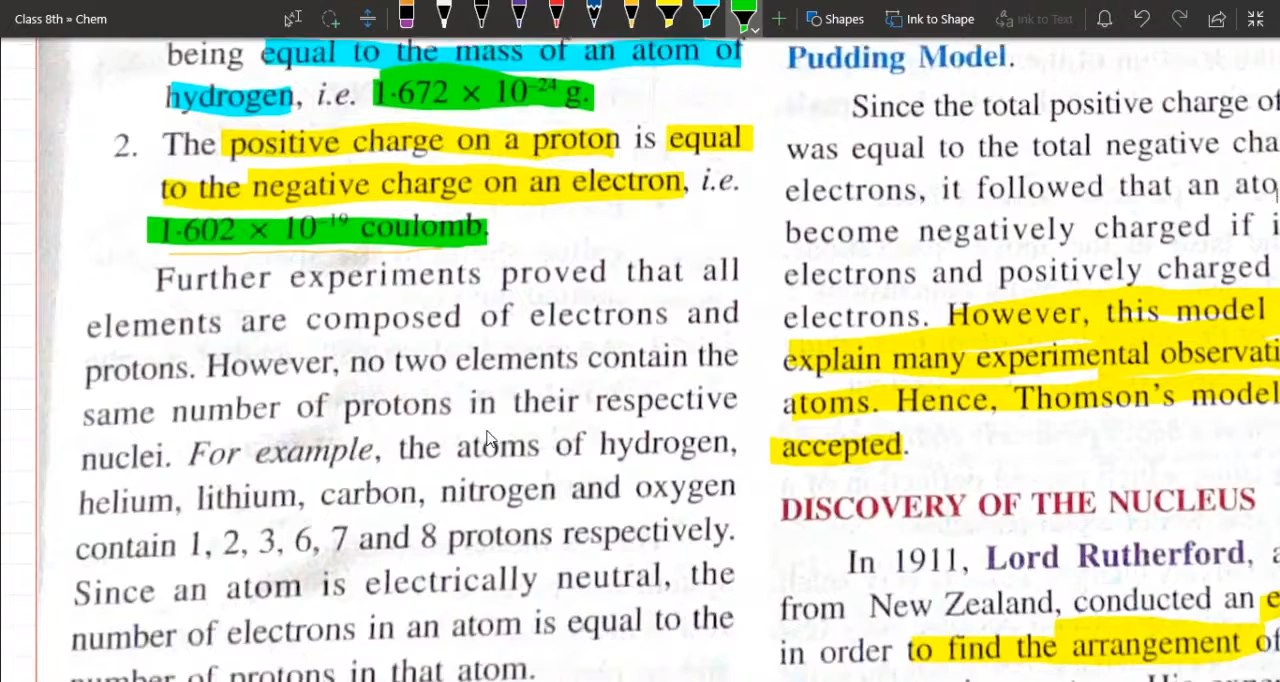 Class 8th » Chem
Shapes
Ink to Shape
Ink to Text
being equal to the mass of an atom of
hydrogen, i.e. 1·672 × 10⁻²⁴ g.
2. The positive charge on a proton is equal
to the negative charge on an electron, i.e.
1·602 × 10⁻¹⁹ coulomb.
Further experiments proved that all
elements are composed of electrons and
protons. However, no two elements contain the
same number of protons in their respective
nuclei. For example, the atoms of hydrogen,
helium, lithium, carbon, nitrogen and oxygen
contain 1, 2, 3, 6, 7 and 8 protons respectively.
Since an atom is electrically neutral, the
number of electrons in an atom is equal to the
number of protons in that atom.
Pudding Model.
Since the total positive charge of
was equal to the total negative cha
electrons, it followed that an ato
become negatively charged if i
electrons and positively charged
electrons. However, this model
explain many experimental observati
atoms. Hence, Thomson's model
accepted.
DISCOVERY OF THE NUCLEUS
In 1911, Lord Rutherford, a
from New Zealand, conducted an e
in order to find the arrangement of